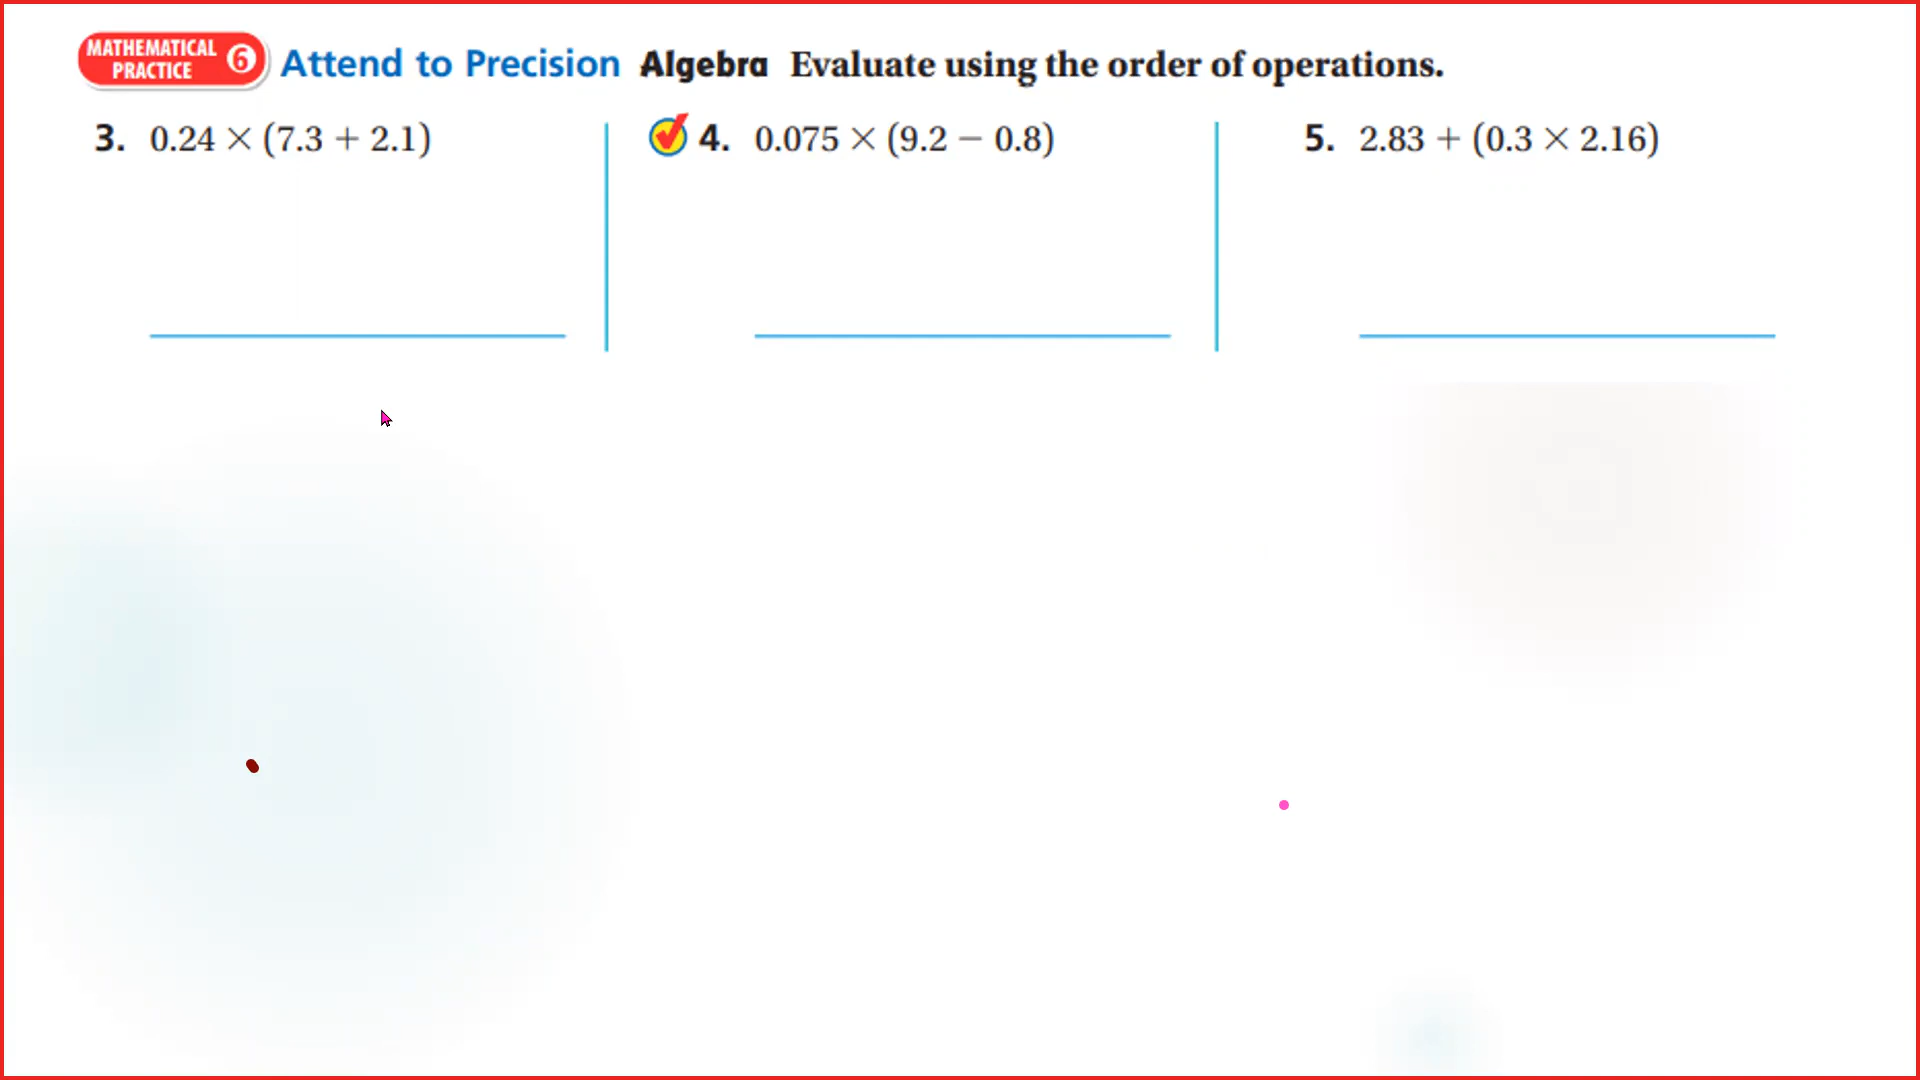 MATHEMATICAL PRACTICE 6 Attend to Precision Algebra Evaluate using the order of operations.
3. 0.24 × (7.3 + 2.1)
4. 0.075 × (9.2 − 0.8)
5. 2.83 + (0.3 × 2.16)